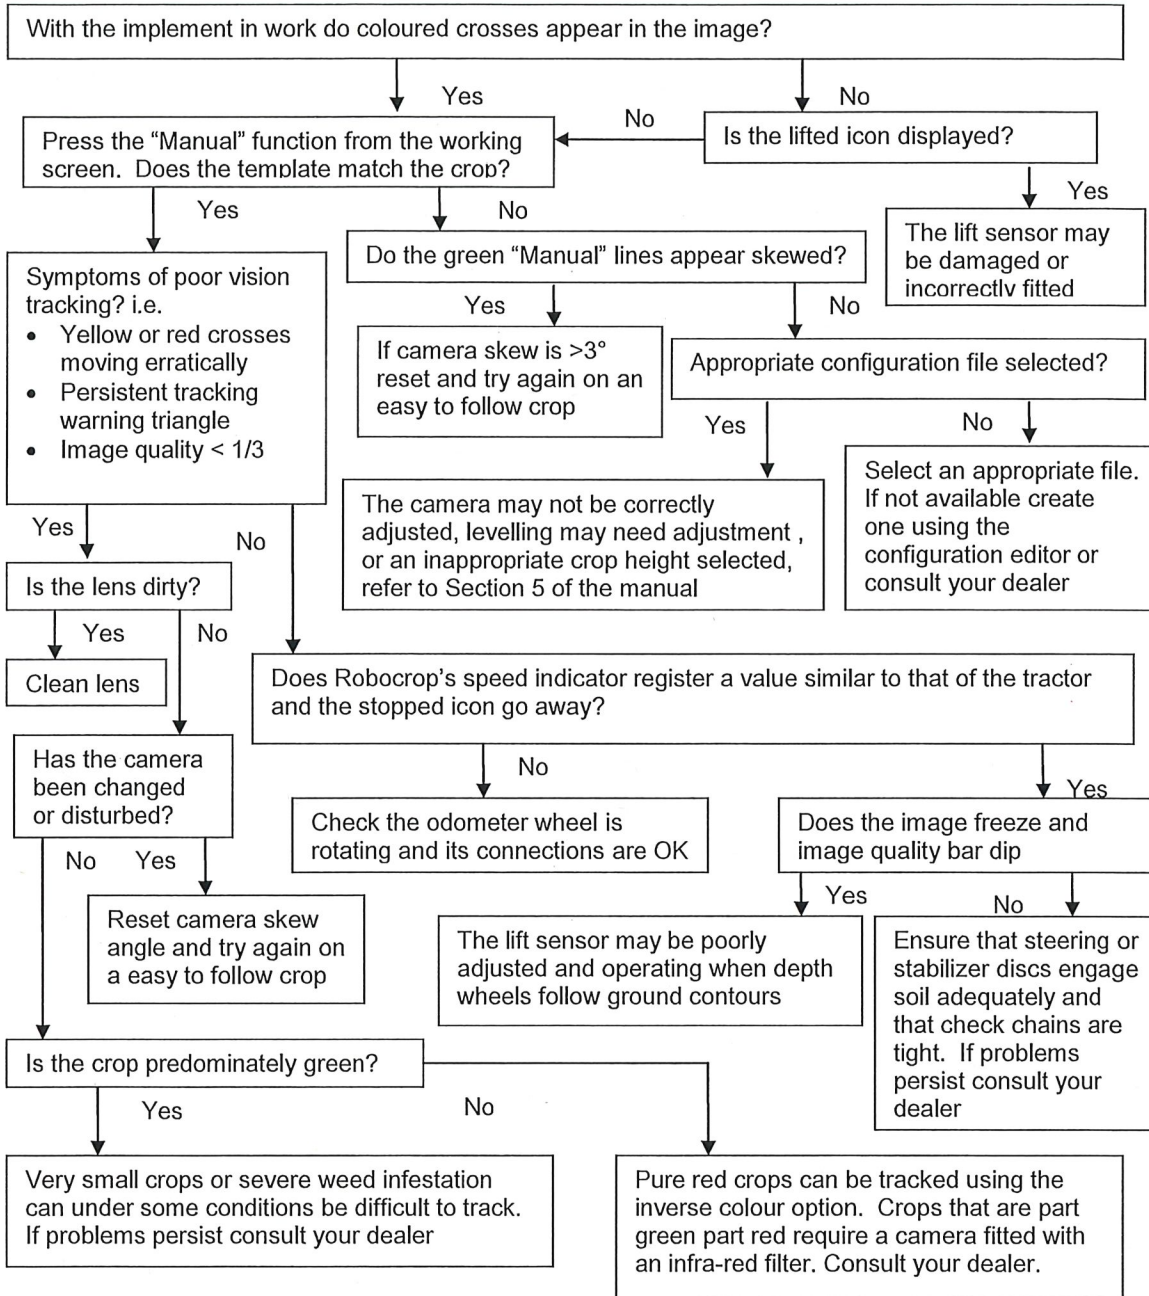 With the implement in work do coloured crosses appear in the image?
Yes
No
Press the "Manual" function from the working
screen. Does the template match the crop?
No
Is the lifted icon displayed?
Yes
No
Yes
The lift sensor may
be damaged or
incorrectly fitted
Do the green "Manual" lines appear skewed?
Symptoms of poor vision
tracking? i.e.
• Yellow or red crosses
moving erratically
• Persistent tracking
warning triangle
• Image quality < 1/3
Yes
No
If camera skew is >3°
reset and try again on an
easy to follow crop
Appropriate configuration file selected?
Yes
No
The camera may not be correctly
adjusted, levelling may need adjustment ,
or an inappropriate crop height selected,
refer to Section 5 of the manual
Select an appropriate file.
If not available create
one using the
configuration editor or
consult your dealer
Yes
No
Is the lens dirty?
Yes
No
Clean lens
Does Robocrop's speed indicator register a value similar to that of the tractor
and the stopped icon go away?
Has the camera
been changed
or disturbed?
No
Yes
Check the odometer wheel is
rotating and its connections are OK
Does the image freeze and
image quality bar dip
No
Yes
Reset camera skew
angle and try again on
a easy to follow crop
Yes
No
The lift sensor may be poorly
adjusted and operating when depth
wheels follow ground contours
Ensure that steering or
stabilizer discs engage
soil adequately and
that check chains are
tight. If problems
persist consult your
dealer
Is the crop predominately green?
Yes
No
Very small crops or severe weed infestation
can under some conditions be difficult to track.
If problems persist consult your dealer
Pure red crops can be tracked using the
inverse colour option. Crops that are part
green part red require a camera fitted with
an infra-red filter. Consult your dealer.